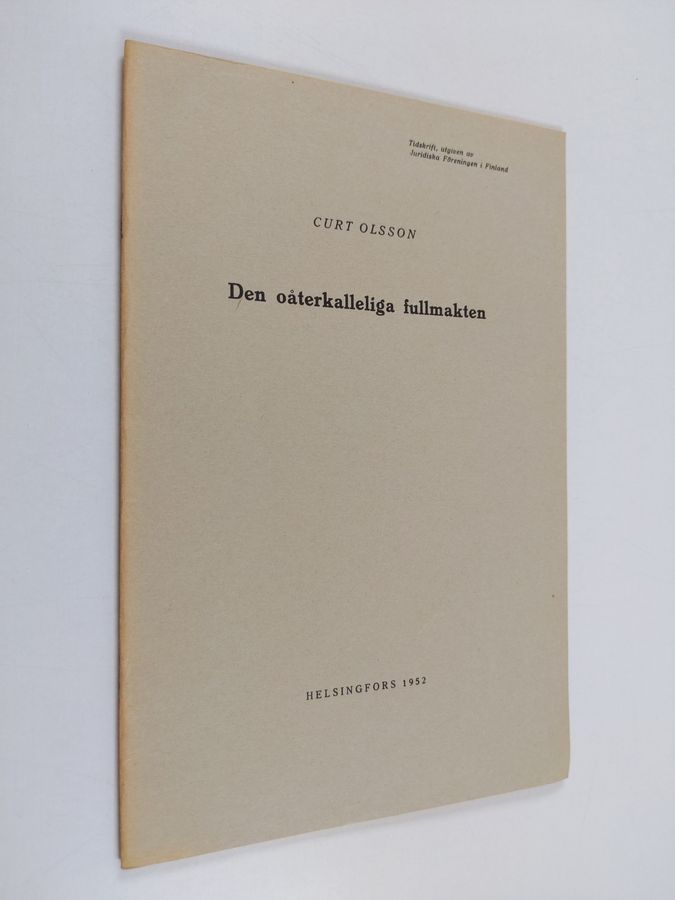 Tidskrift, utgiven av
Juridiska Föreningen i Finland
CURT OLSSON
Den oåterkalleliga fullmakten
HELSINGFORS 1952